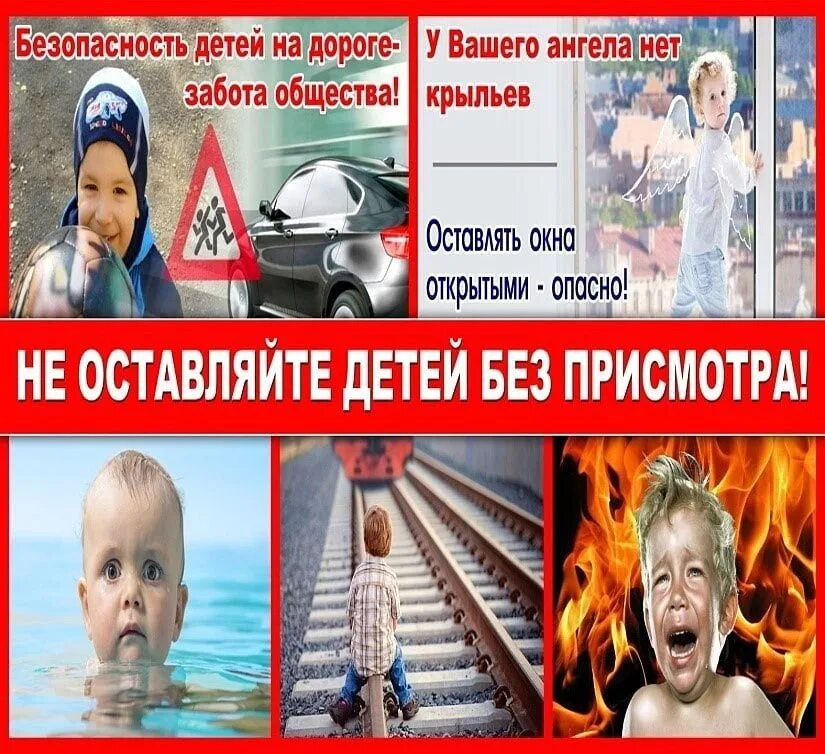 Безопасность детей на дороге-
забота общества!
У Вашего ангела нет
крыльев
Оставлять окна
открытыми - опасно!
НЕ ОСТАВЛЯЙТЕ ДЕТЕЙ БЕЗ ПРИСМОТРА!